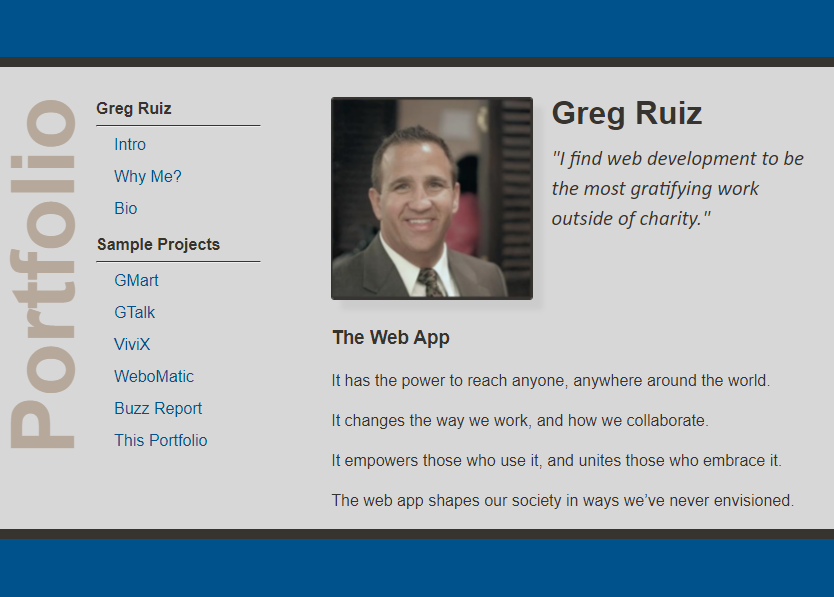 Portfolio
Greg Ruiz
Intro
Why Me?
Bio
Sample Projects
GMart
GTalk
ViviX
WeboMatic
Buzz Report
This Portfolio
Greg Ruiz
"I find web development to be
the most gratifying work
outside of charity."
The Web App
It has the power to reach anyone, anywhere around the world.
It changes the way we work, and how we collaborate.
It empowers those who use it, and unites those who embrace it.
The web app shapes our society in ways we’ve never envisioned.